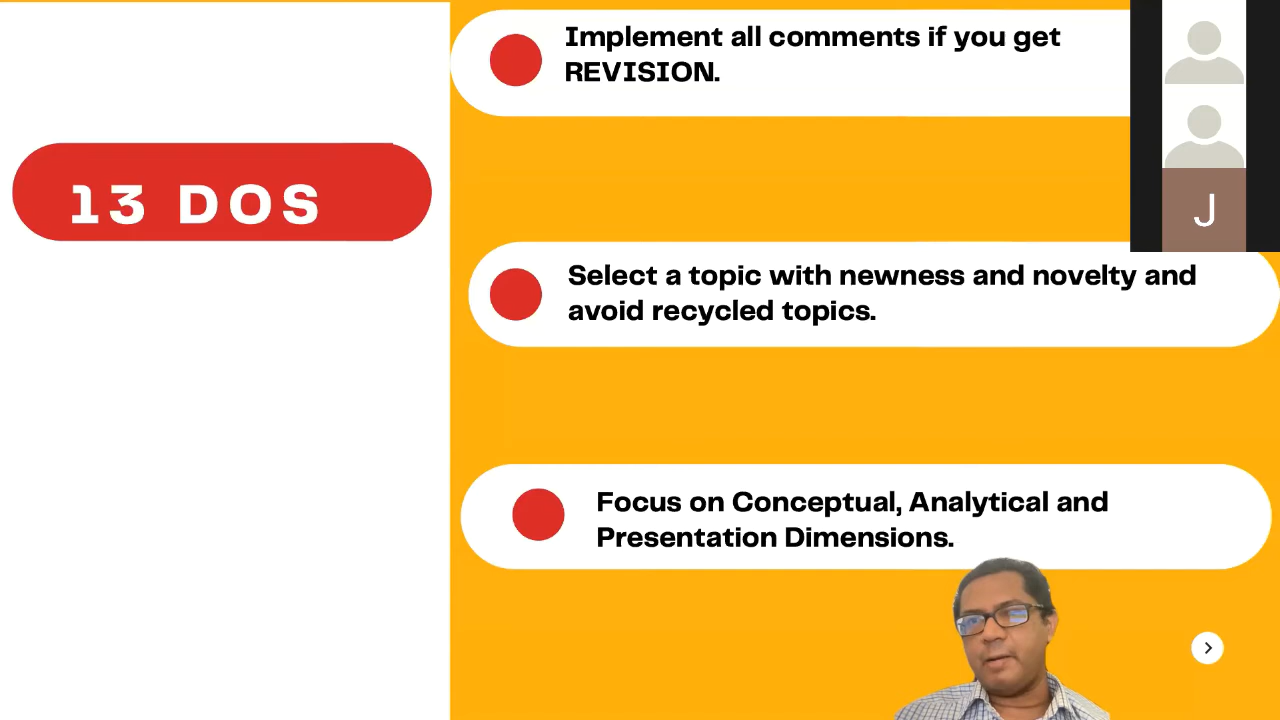 13 DOS
Implement all comments if you get
REVISION.
J
Select a topic with newness and novelty and
avoid recycled topics.
Focus on Conceptual, Analytical and
Presentation Dimensions.